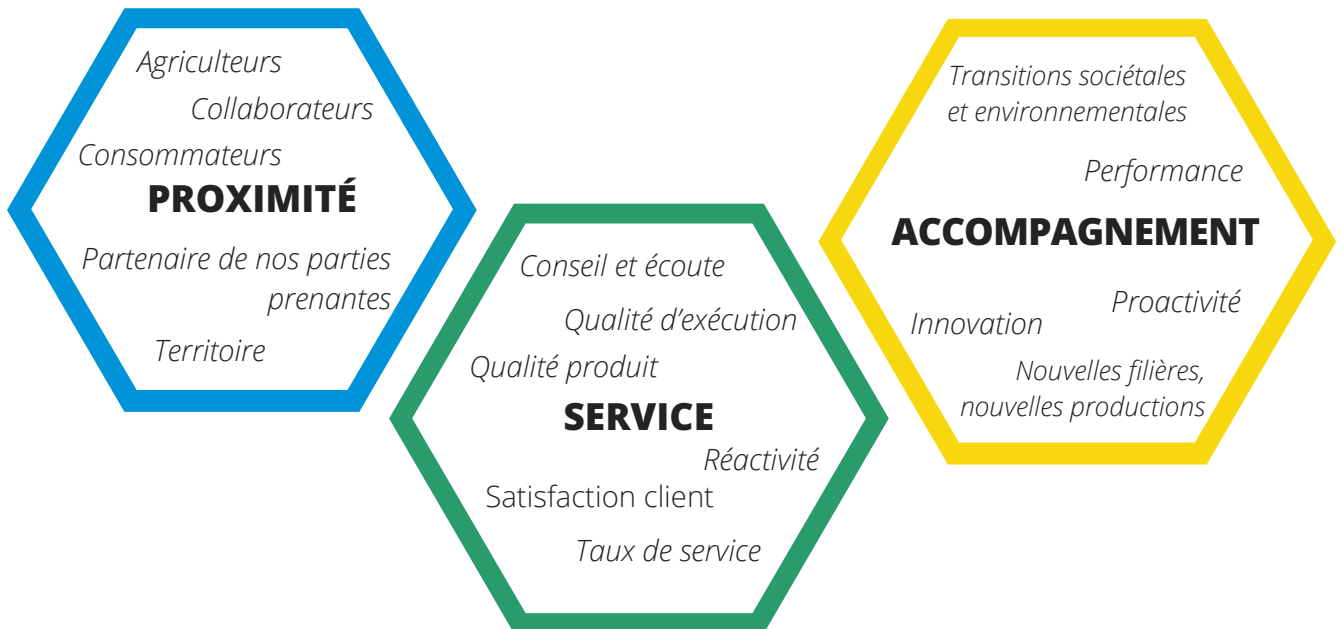 Agriculteurs
Collaborateurs
Consommateurs
PROXIMITÉ
Partenaire de nos parties
prenantes
Territoire
Conseil et écoute
Qualité d’exécution
Qualité produit
SERVICE
Réactivité
Satisfaction client
Taux de service
Transitions sociétales
et environnementales
Performance
ACCOMPAGNEMENT
Proactivité
Innovation
Nouvelles filières,
nouvelles productions